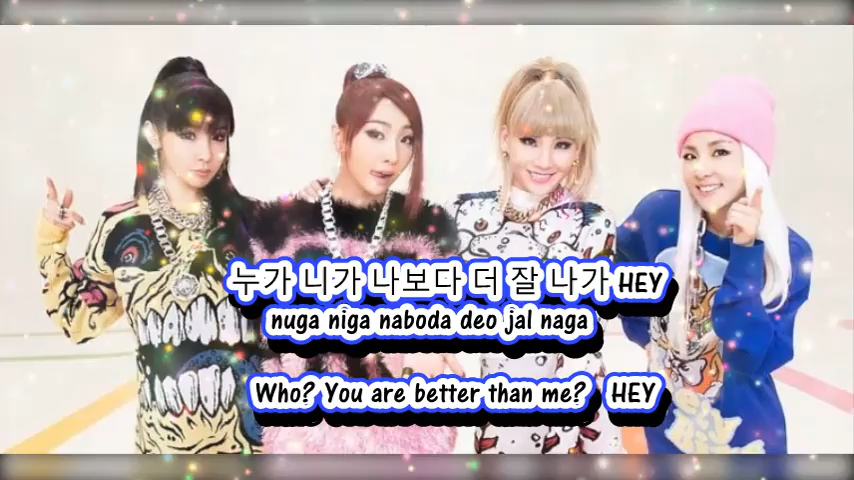 누가 니가 나보다 더 잘 나가 HEY
nuga niga naboda deo jal naga
Who? You are better than me? HEY